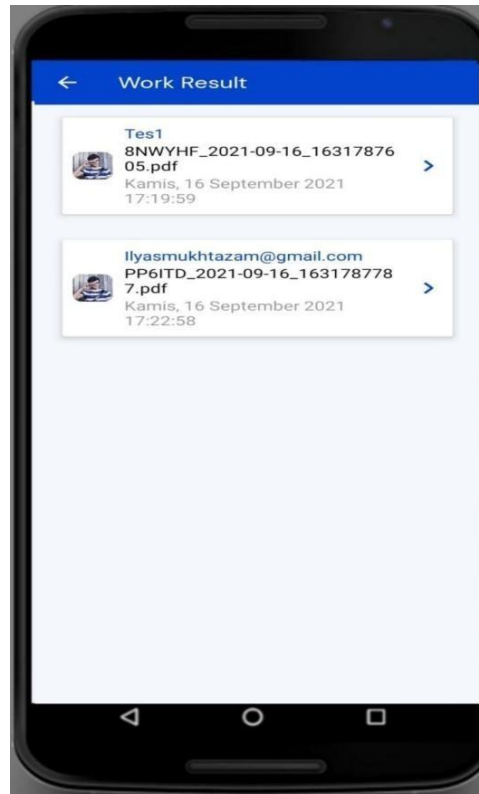 Work Result
Tes1
8NWYHF_2021-09-16_16317876
05.pdf
Kamis, 16 September 2021
17:19:59
Ilyasmukhtazam@gmail.com
PP6ITD_2021-09-16_163178778
7.pdf
Kamis, 16 September 2021
17:22:58